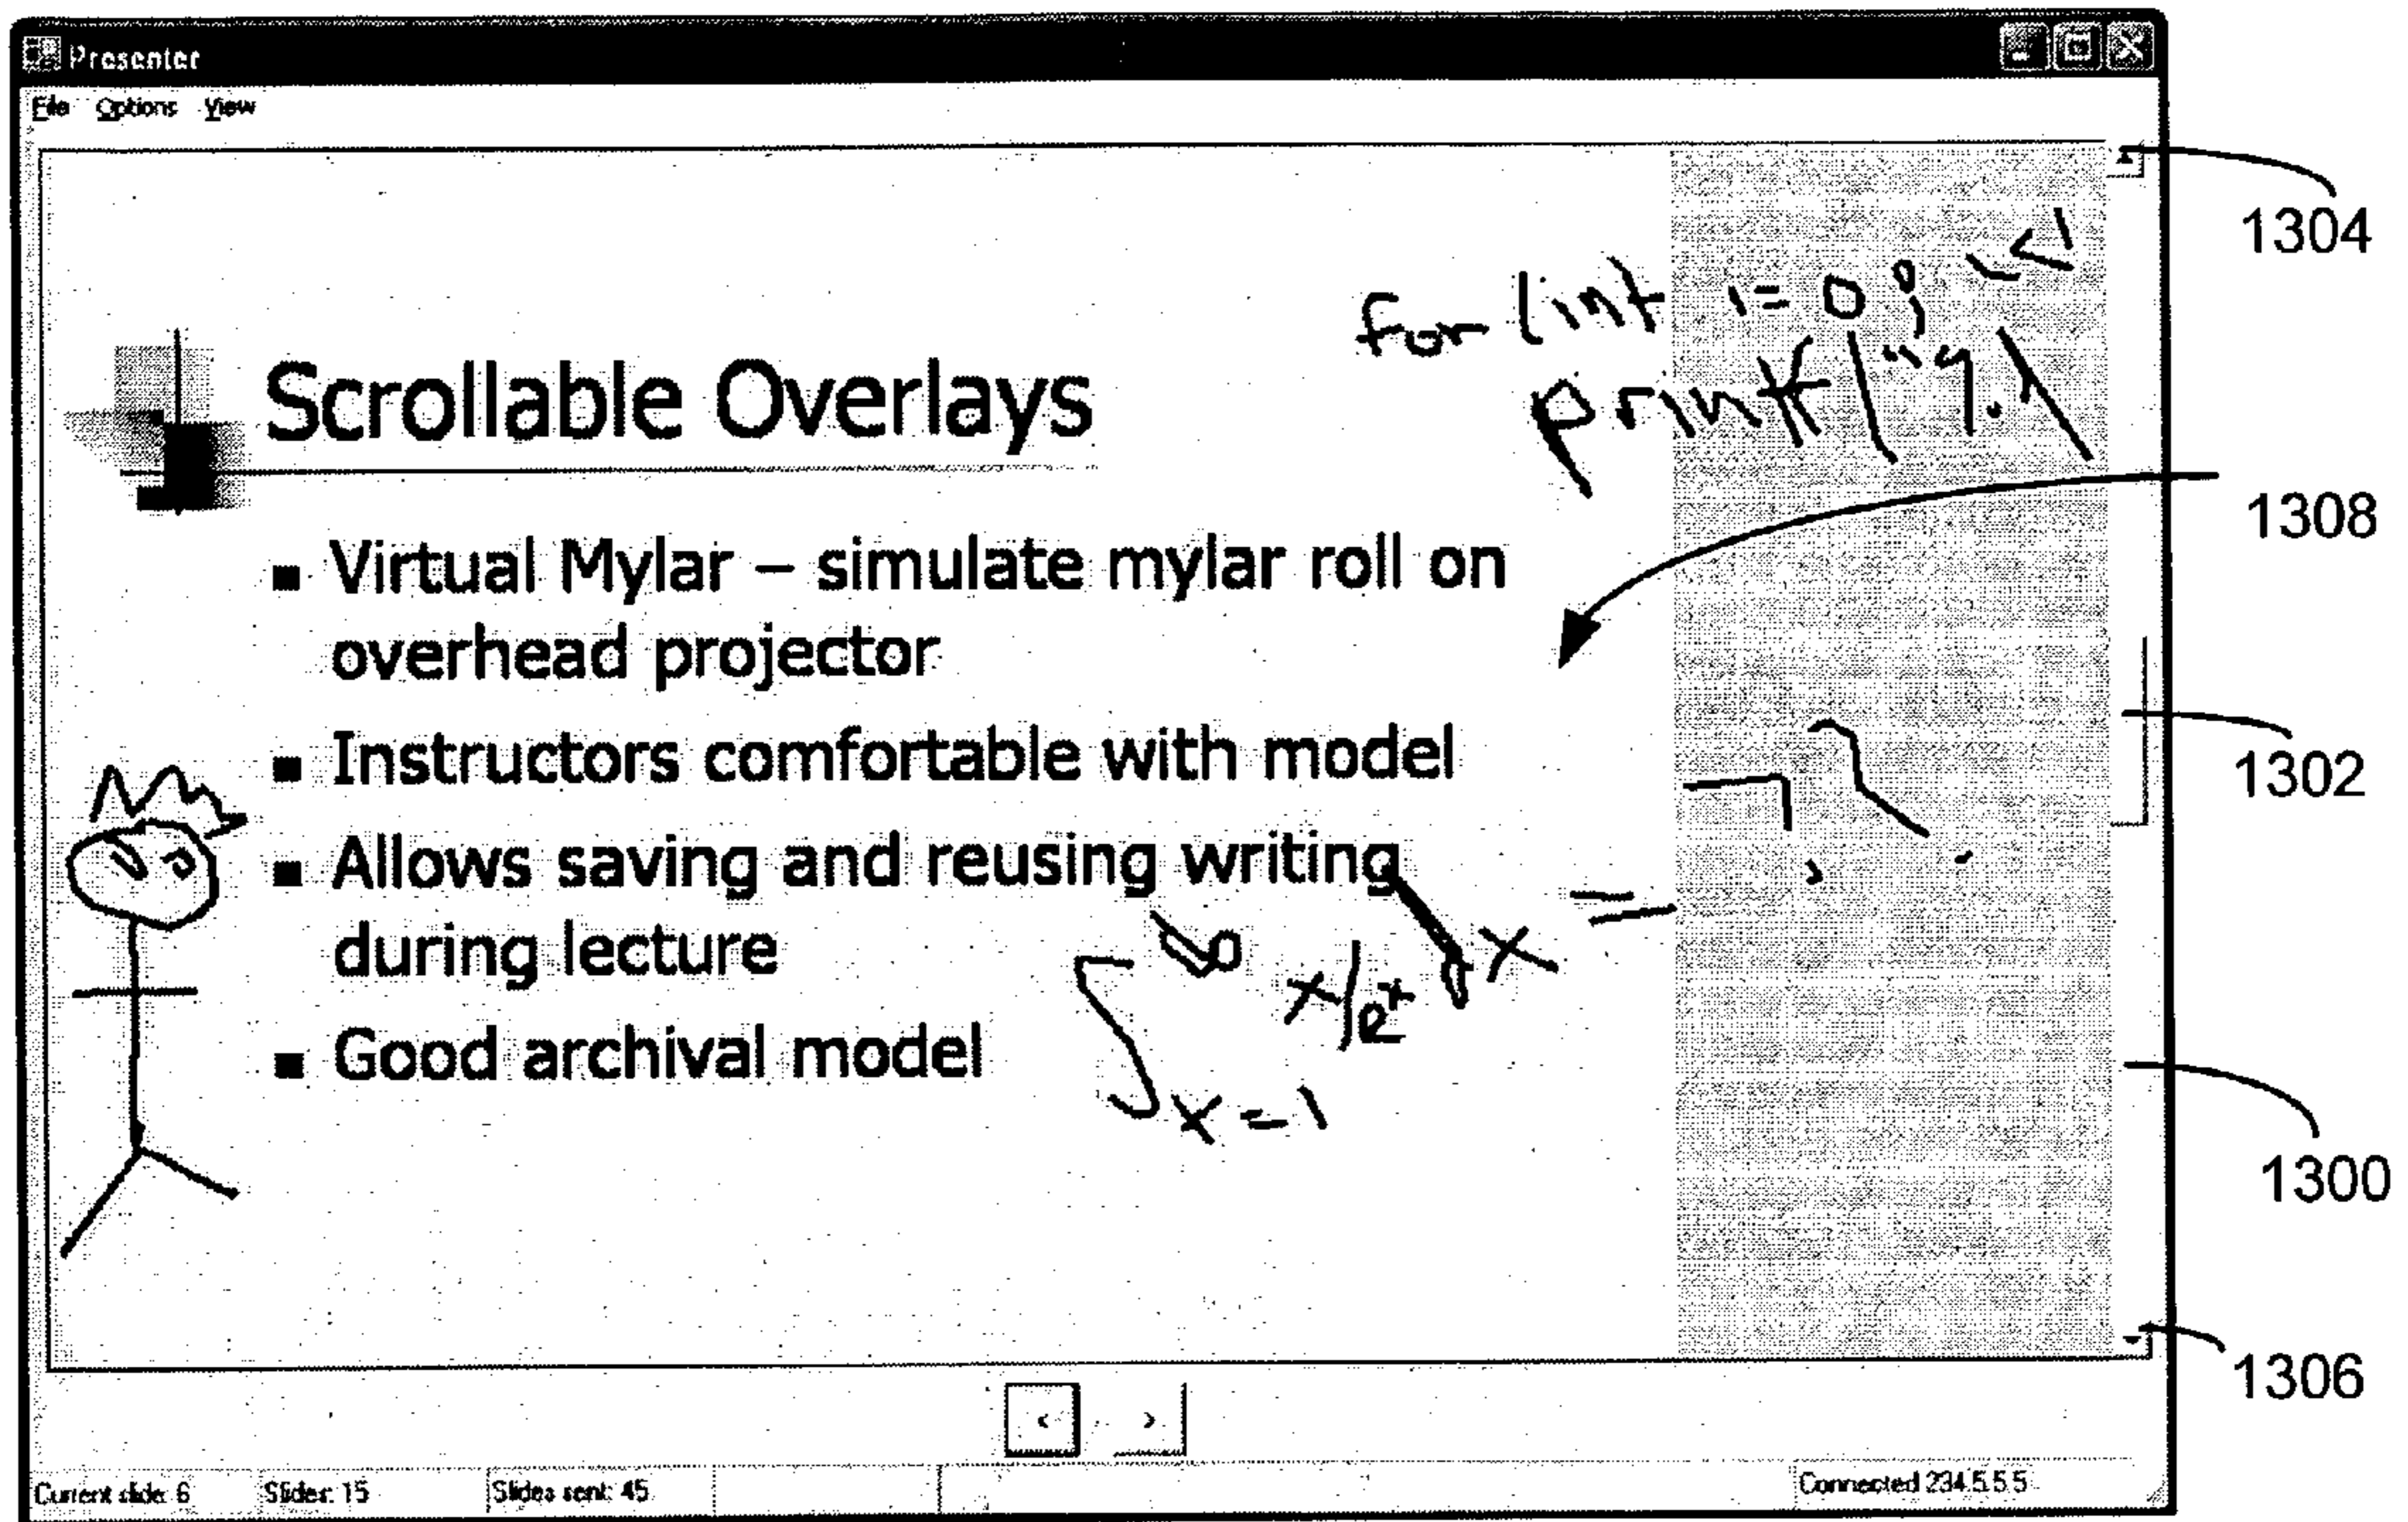 Presenter
File Options View
1304
for (int i=0;
printf("%
Scrollable Overlays
1308
▪ Virtual Mylar – simulate mylar roll on
overhead projector
1302
▪ Instructors comfortable with model
▪ Allows saving and reusing writing
during lecture
x/e^x
x =
▪ Good archival model
x=1
1300
1306
< >
Current slide: 6 Slides: 15 Slides sent: 45 Connected 234.5.5.5